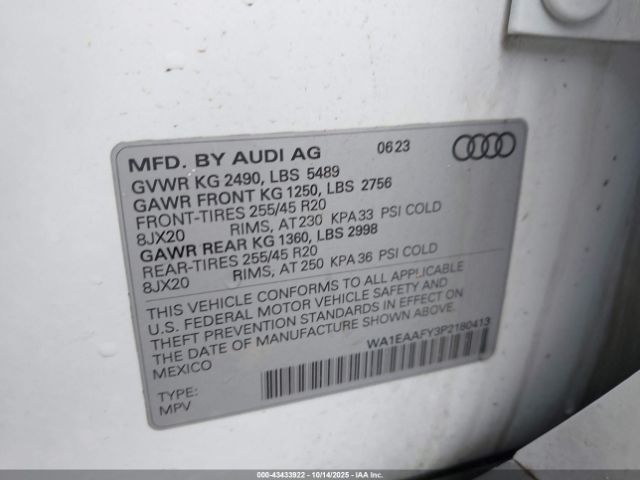 MFD. BY AUDI AG 0623
GVWR KG 2490, LBS 5489
GAWR FRONT KG 1250, LBS 2756
FRONT-TIRES 255/45 R20
8JX20 RIMS, AT 230 KPA 33 PSI COLD
GAWR REAR KG 1360, LBS 2998
REAR-TIRES 255/45 R20
8JX20 RIMS, AT 250 KPA 36 PSI COLD
THIS VEHICLE CONFORMS TO ALL APPLICABLE
U.S. FEDERAL MOTOR VEHICLE SAFETY AND
THEFT PREVENTION STANDARDS IN EFFECT ON
THE DATE OF MANUFACTURE SHOWN ABOVE.
MEXICO WA1EAAFY3P2180413
TYPE:
MPV
000-43433922 - 10/14/2025 - IAA Inc.